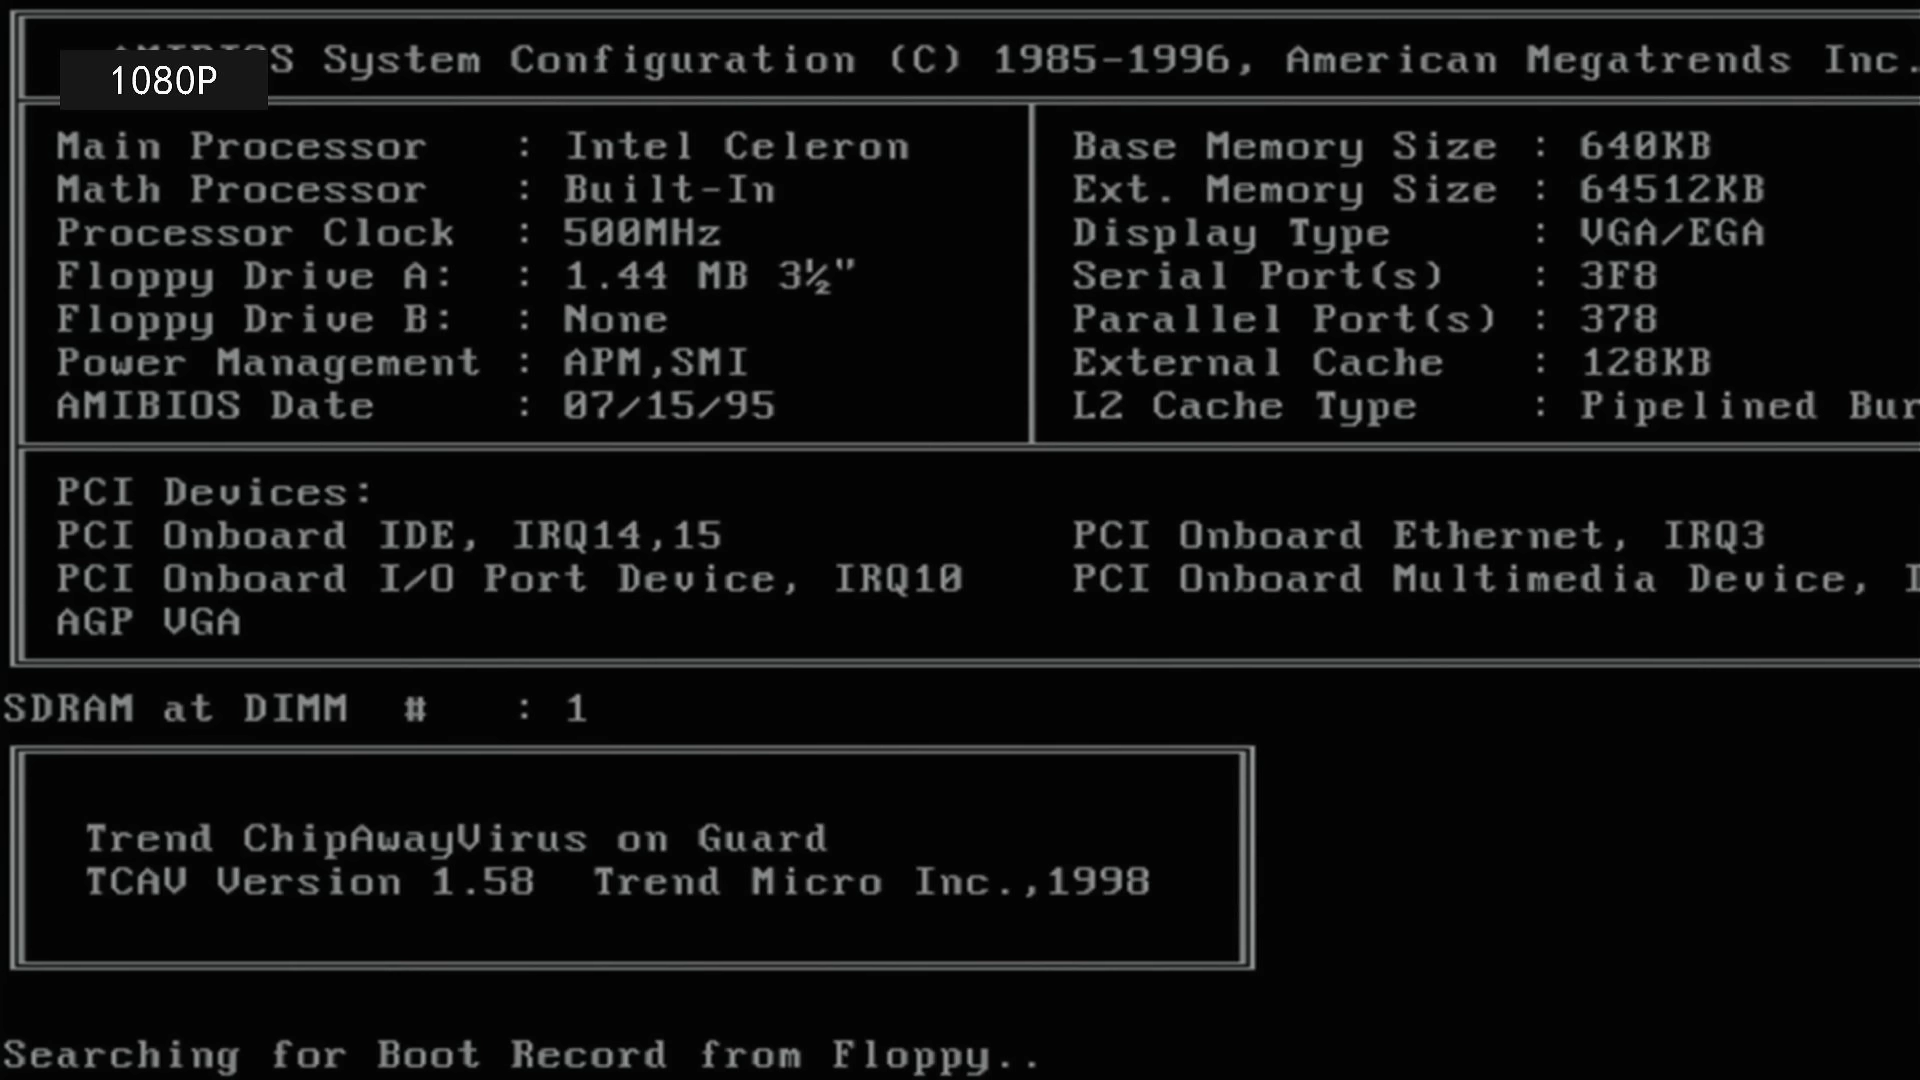 1080P
S System Configuration (C) 1985-1996, American Megatrends Inc.
Main Processor : Intel Celeron
Math Processor : Built-In
Processor Clock : 500MHz
Floppy Drive A: : 1.44 MB 3½"
Floppy Drive B: : None
Power Management : APM,SMI
AMIBIOS Date : 07/15/95
Base Memory Size : 640KB
Ext. Memory Size : 64512KB
Display Type : VGA/EGA
Serial Port(s) : 3F8
Parallel Port(s) : 378
External Cache : 128KB
L2 Cache Type : Pipelined Bur
PCI Devices:
PCI Onboard IDE, IRQ14,15
PCI Onboard I/O Port Device, IRQ10
AGP VGA
PCI Onboard Ethernet, IRQ3
PCI Onboard Multimedia Device, I
SDRAM at DIMM # : 1
Trend ChipAwayVirus on Guard
TCAV Version 1.58 Trend Micro Inc.,1998
Searching for Boot Record from Floppy..